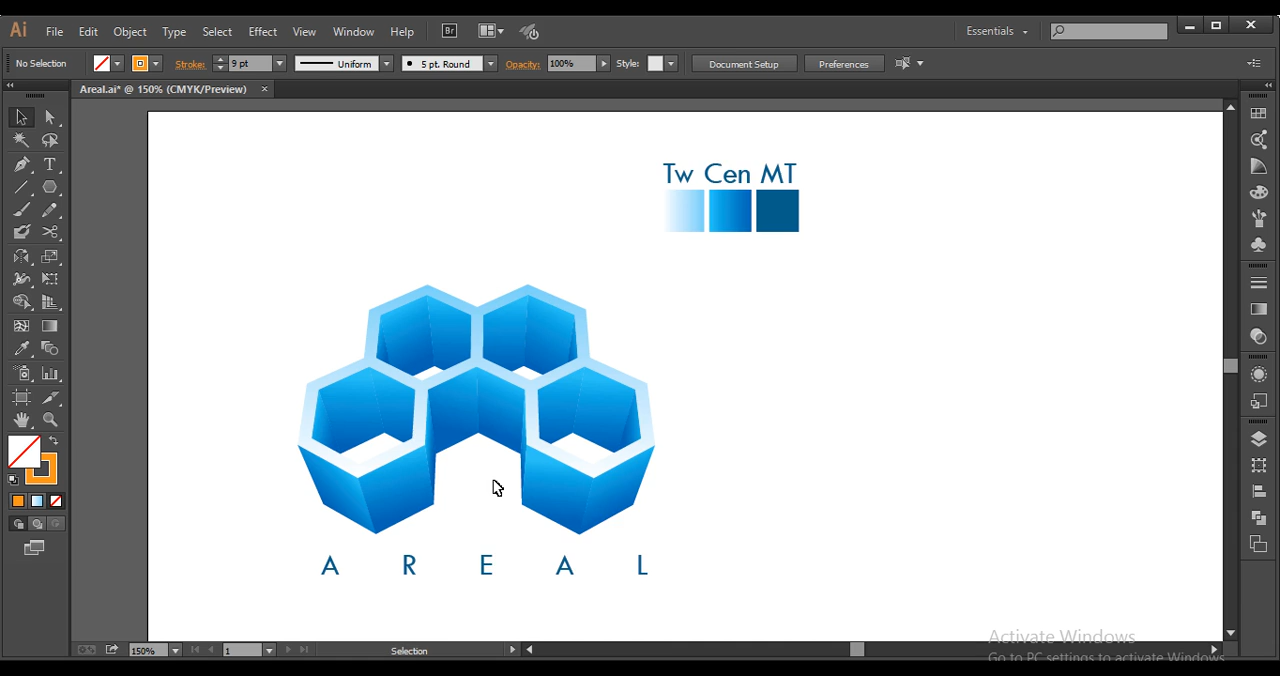 Ai File Edit Object Type Select Effect View Window Help Br Essentials
No Selection Stroke: 9 pt Uniform 5 pt. Round Opacity: 100% Style: Document Setup Preferences
Areal.ai* @ 150% (CMYK/Preview) ×
T
Tw Cen MT
A R E A L
Activate Windows
Go to PC settings to activate Windows.
150% 1 Selection